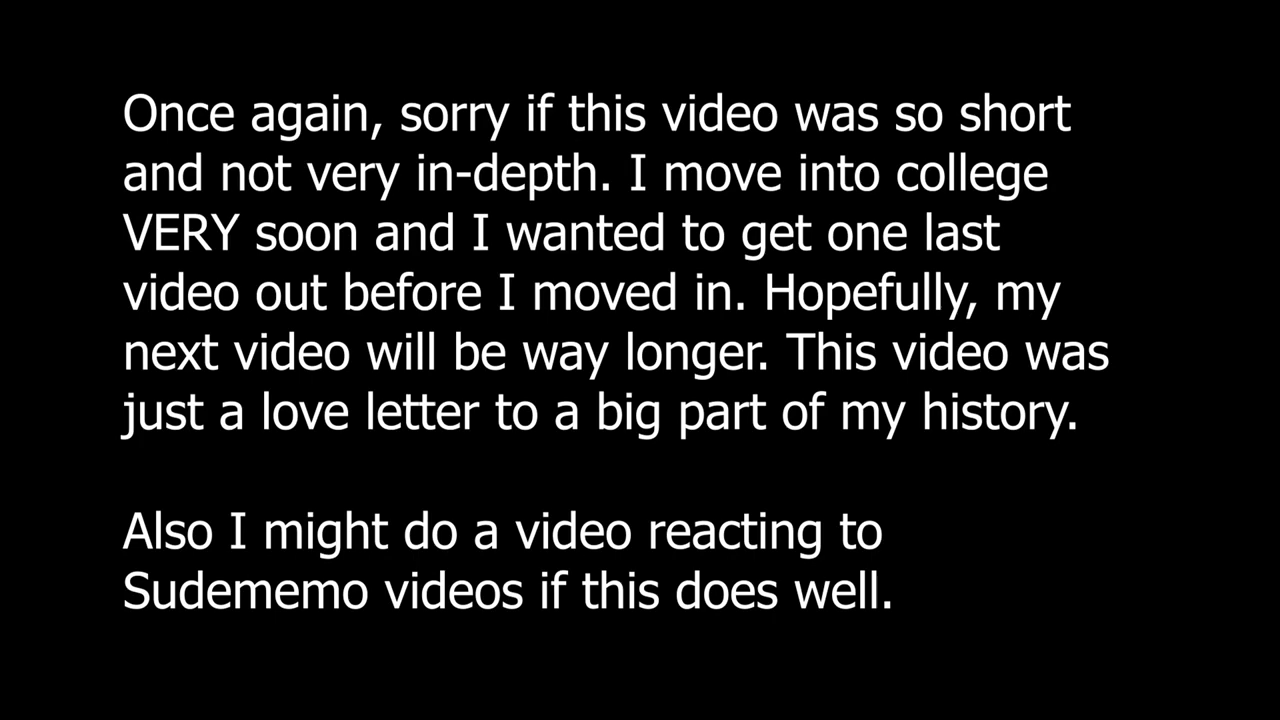 Once again, sorry if this video was so short
and not very in-depth. I move into college
VERY soon and I wanted to get one last
video out before I moved in. Hopefully, my
next video will be way longer. This video was
just a love letter to a big part of my history.
Also I might do a video reacting to
Sudememo videos if this does well.